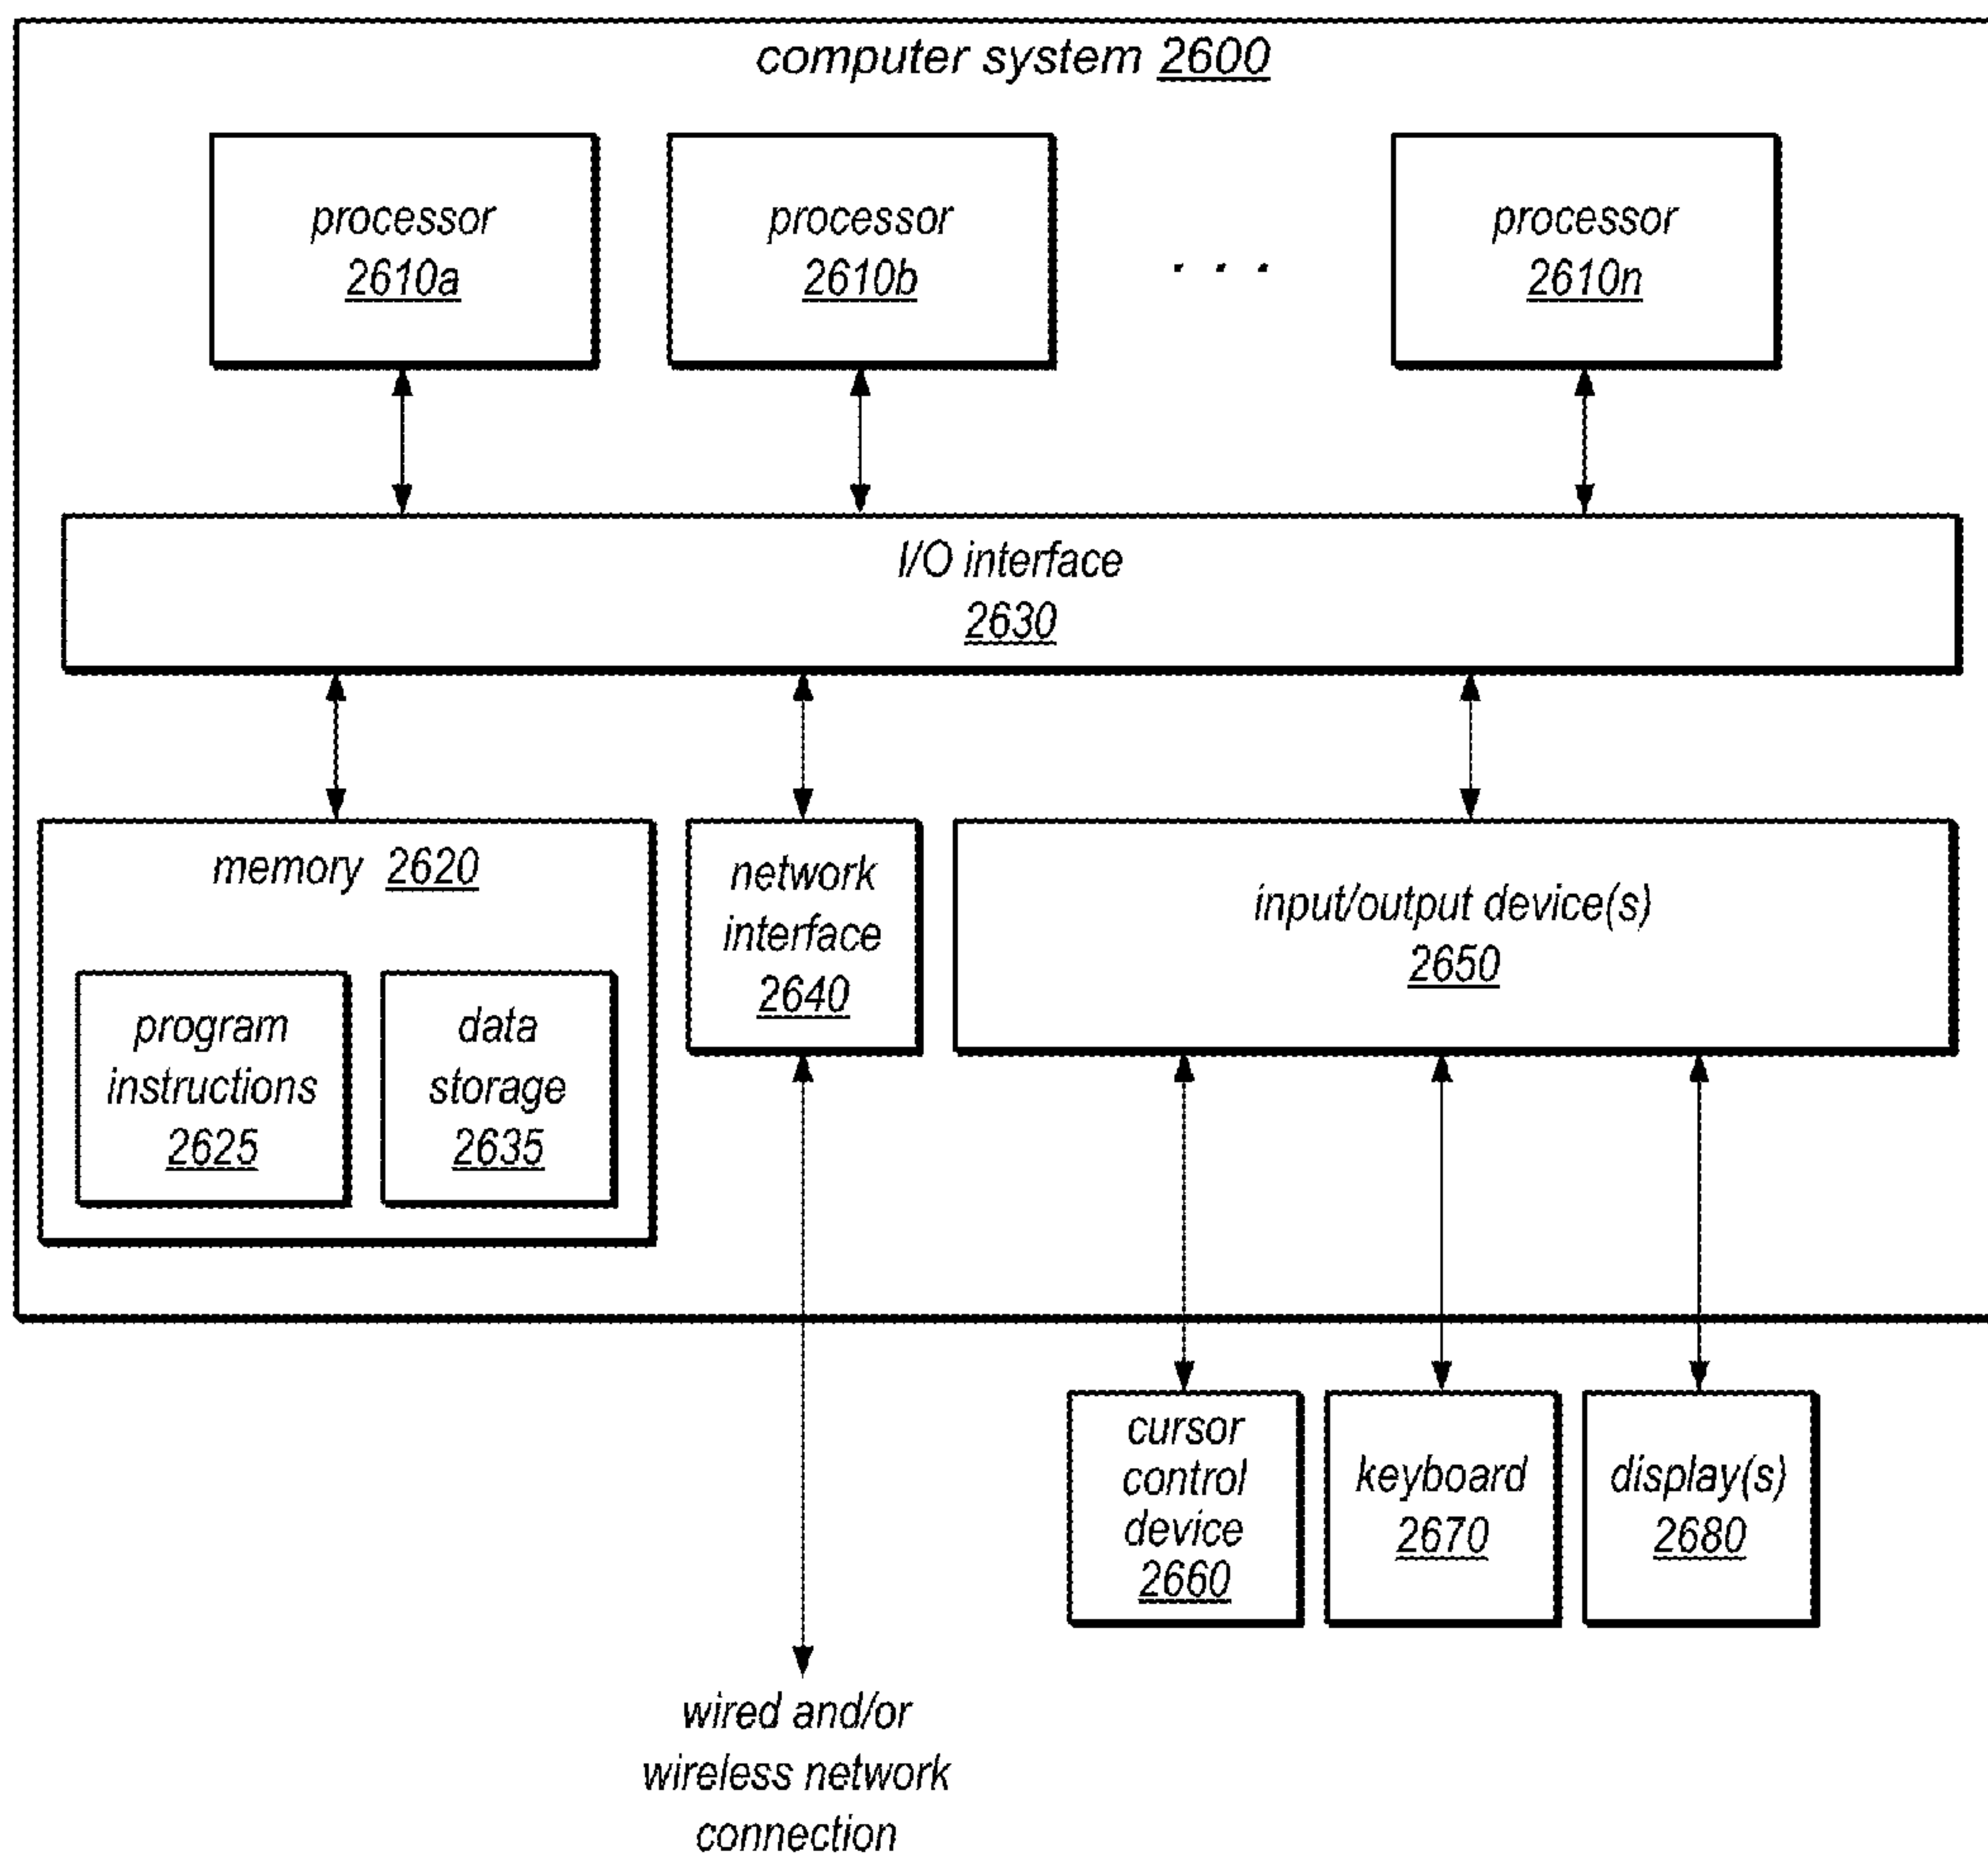 computer system 2600
processor
2610a
processor
2610b
. . .
processor
2610n
I/O interface
2630
memory 2620
program
instructions
2625
data
storage
2635
network
interface
2640
input/output device(s)
2650
cursor
control
device
2660
keyboard
2670
display(s)
2680
wired and/or
wireless network
connection